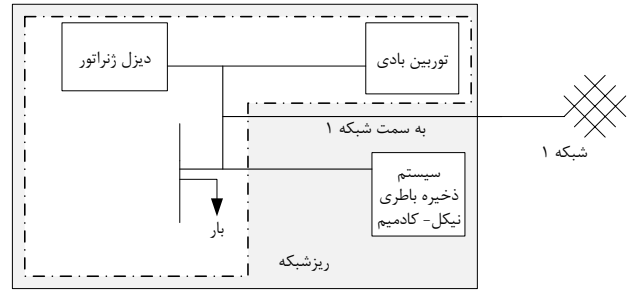 دیزل ژنراتور
توربین بادی
به سمت شبکه ۱
شبکه ۱
سیستم
ذخیره باطری
نیکل- کادمیم
بار
ریزشبکه